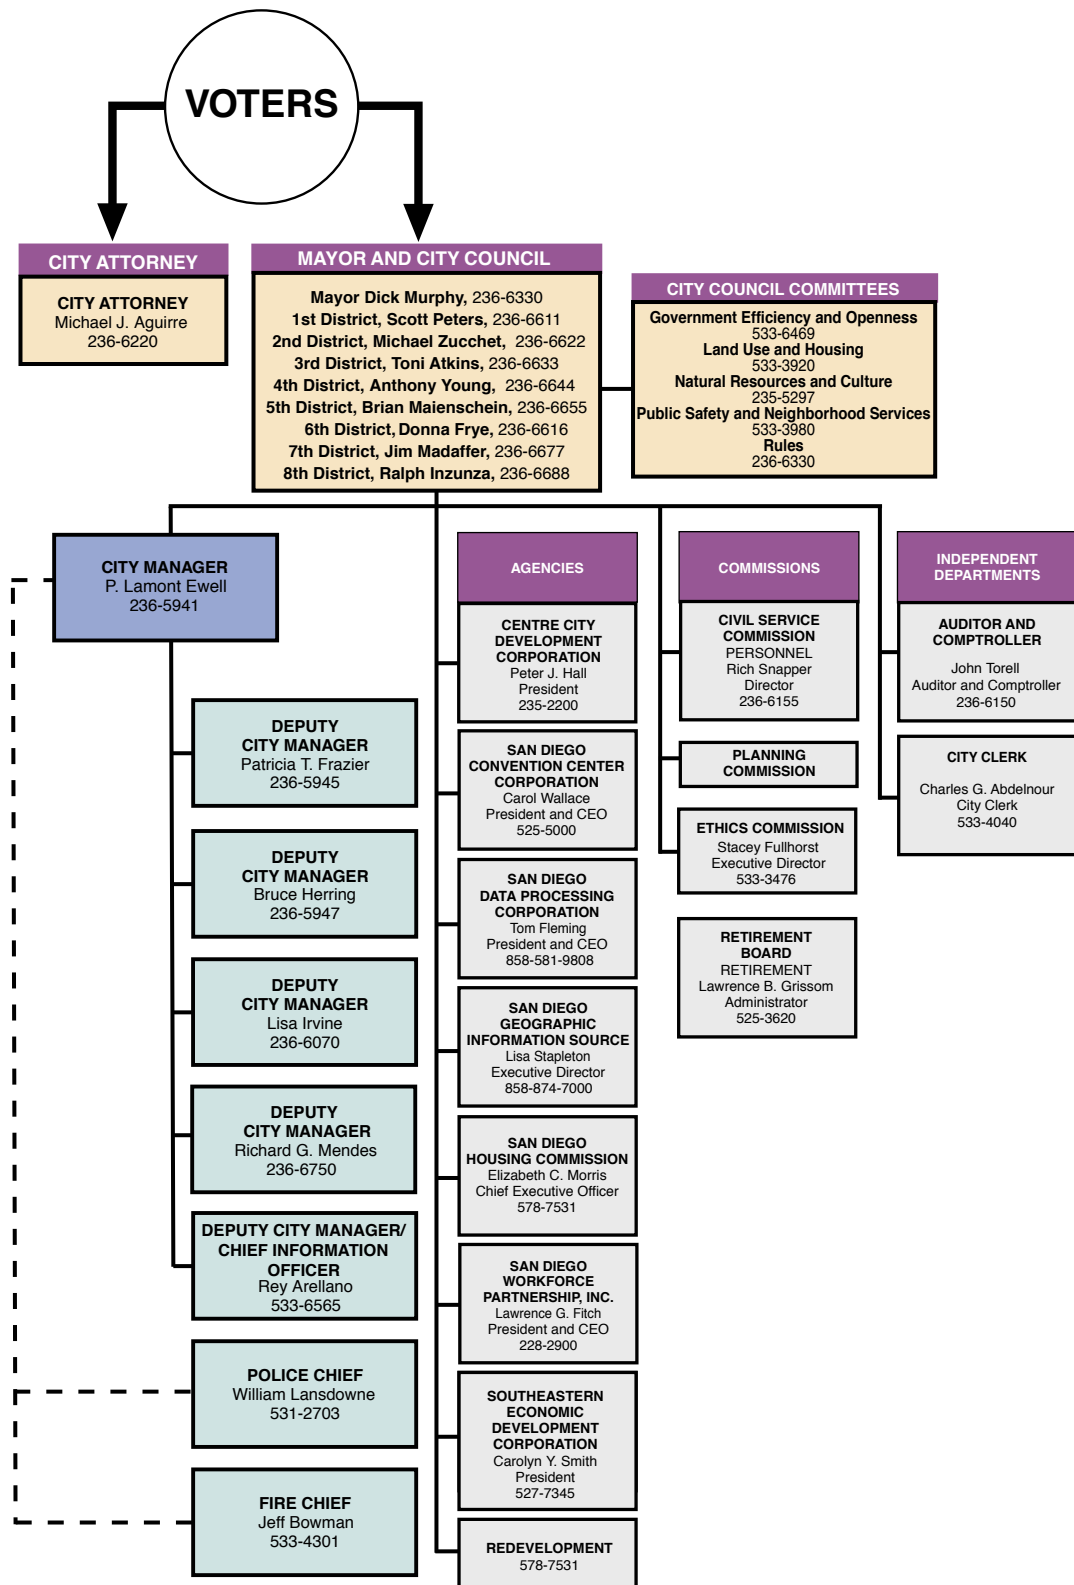 VOTERS
CITY ATTORNEY
CITY ATTORNEY
Michael J. Aguirre
236-6220
MAYOR AND CITY COUNCIL
Mayor Dick Murphy, 236-6330
1st District, Scott Peters, 236-6611
2nd District, Michael Zucchet, 236-6622
3rd District, Toni Atkins, 236-6633
4th District, Anthony Young, 236-6644
5th District, Brian Maienschein, 236-6655
6th District, Donna Frye, 236-6616
7th District, Jim Madaffer, 236-6677
8th District, Ralph Inzunza, 236-6688
CITY COUNCIL COMMITTEES
Government Efficiency and Openness
533-6469
Land Use and Housing
533-3920
Natural Resources and Culture
235-5297
Public Safety and Neighborhood Services
533-3980
Rules
236-6330
CITY MANAGER
P. Lamont Ewell
236-5941
DEPUTY
CITY MANAGER
Patricia T. Frazier
236-5945
DEPUTY
CITY MANAGER
Bruce Herring
236-5947
DEPUTY
CITY MANAGER
Lisa Irvine
236-6070
DEPUTY
CITY MANAGER
Richard G. Mendes
236-6750
DEPUTY CITY MANAGER/
CHIEF INFORMATION
OFFICER
Rey Arellano
533-6565
POLICE CHIEF
William Lansdowne
531-2703
FIRE CHIEF
Jeff Bowman
533-4301
AGENCIES
CENTRE CITY
DEVELOPMENT
CORPORATION
Peter J. Hall
President
235-2200
SAN DIEGO
CONVENTION CENTER
CORPORATION
Carol Wallace
President and CEO
525-5000
SAN DIEGO
DATA PROCESSING
CORPORATION
Tom Fleming
President and CEO
858-581-9808
SAN DIEGO
GEOGRAPHIC
INFORMATION SOURCE
Lisa Stapleton
Executive Director
858-874-7000
SAN DIEGO
HOUSING COMMISSION
Elizabeth C. Morris
Chief Executive Officer
578-7531
SAN DIEGO
WORKFORCE
PARTNERSHIP, INC.
Lawrence G. Fitch
President and CEO
228-2900
SOUTHEASTERN
ECONOMIC
DEVELOPMENT
CORPORATION
Carolyn Y. Smith
President
527-7345
REDEVELOPMENT
578-7531
COMMISSIONS
CIVIL SERVICE
COMMISSION
PERSONNEL
Rich Snapper
Director
236-6155
PLANNING
COMMISSION
ETHICS COMMISSION
Stacey Fullhorst
Executive Director
533-3476
RETIREMENT
BOARD
RETIREMENT
Lawrence B. Grissom
Administrator
525-3620
INDEPENDENT
DEPARTMENTS
AUDITOR AND
COMPTROLLER
John Torell
Auditor and Comptroller
236-6150
CITY CLERK
Charles G. Abdelnour
City Clerk
533-4040